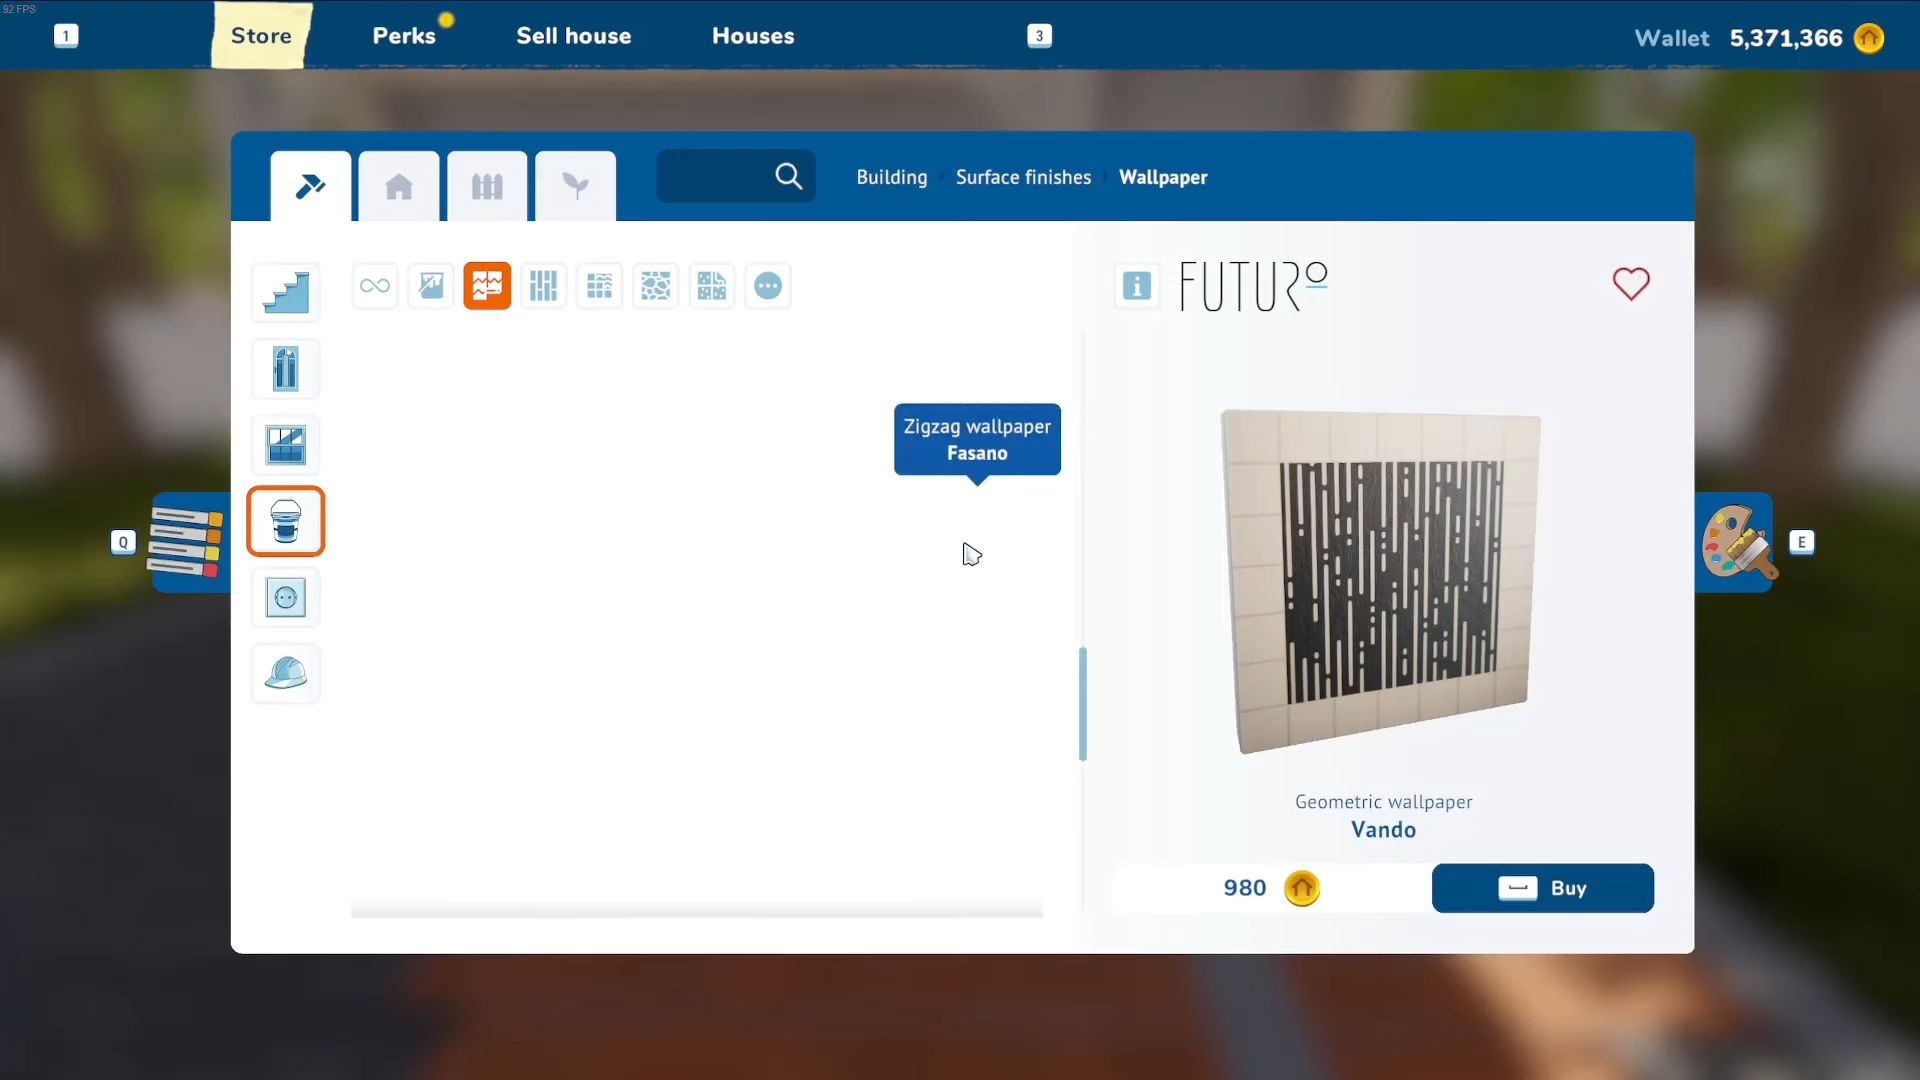 92 FPS
1
Store
Perks
Sell house
Houses
3
Wallet 5,371,366
Building
Surface finishes
Wallpaper
i
FUTURO
Zigzag wallpaper
Fasano
Q
E
Geometric wallpaper
Vando
980
Buy